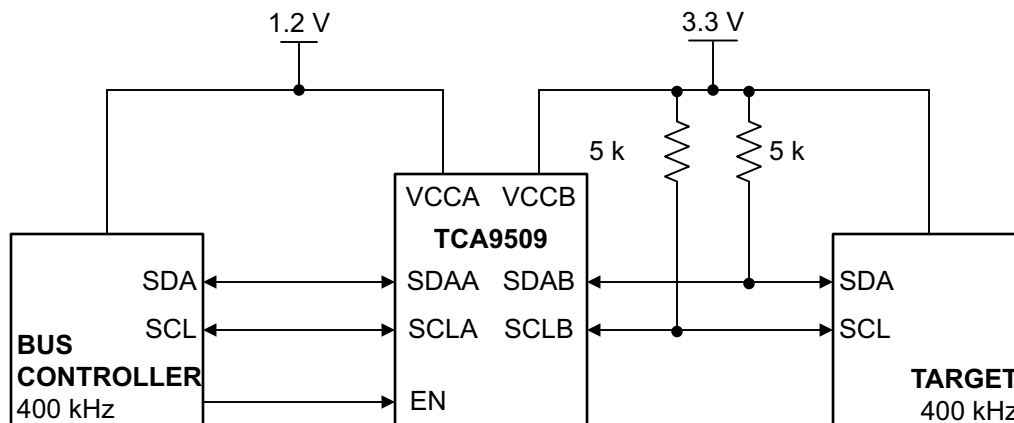 1.2 V
3.3 V
5 k
5 k
VCCA VCCB
TCA9509
SDA
SDAA SDAB
SDA
SCL
SCLA SCLB
SCL
BUS
CONTROLLER
400 kHz
EN
TARGET
400 kHz